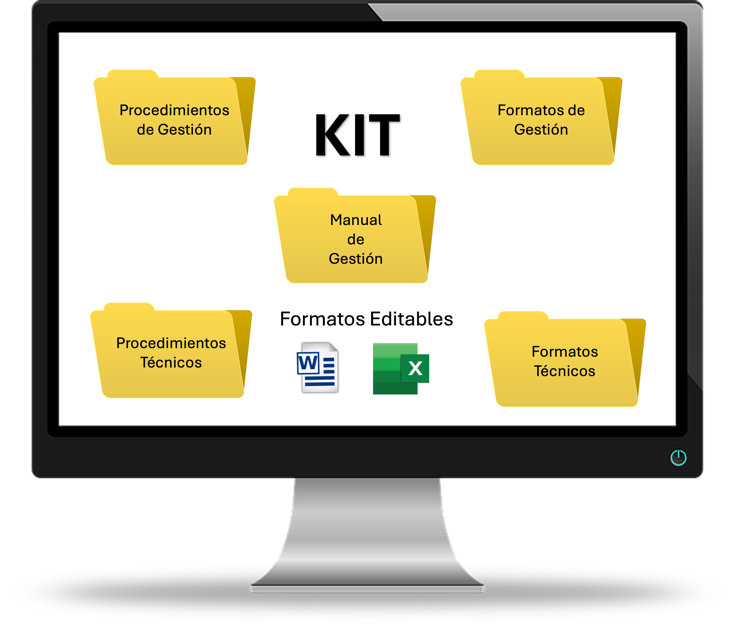 Procedimientos
de Gestión
KIT
Formatos de
Gestión
Manual
de
Gestión
Procedimientos
Técnicos
Formatos Editables
W
X
Formatos
Técnicos